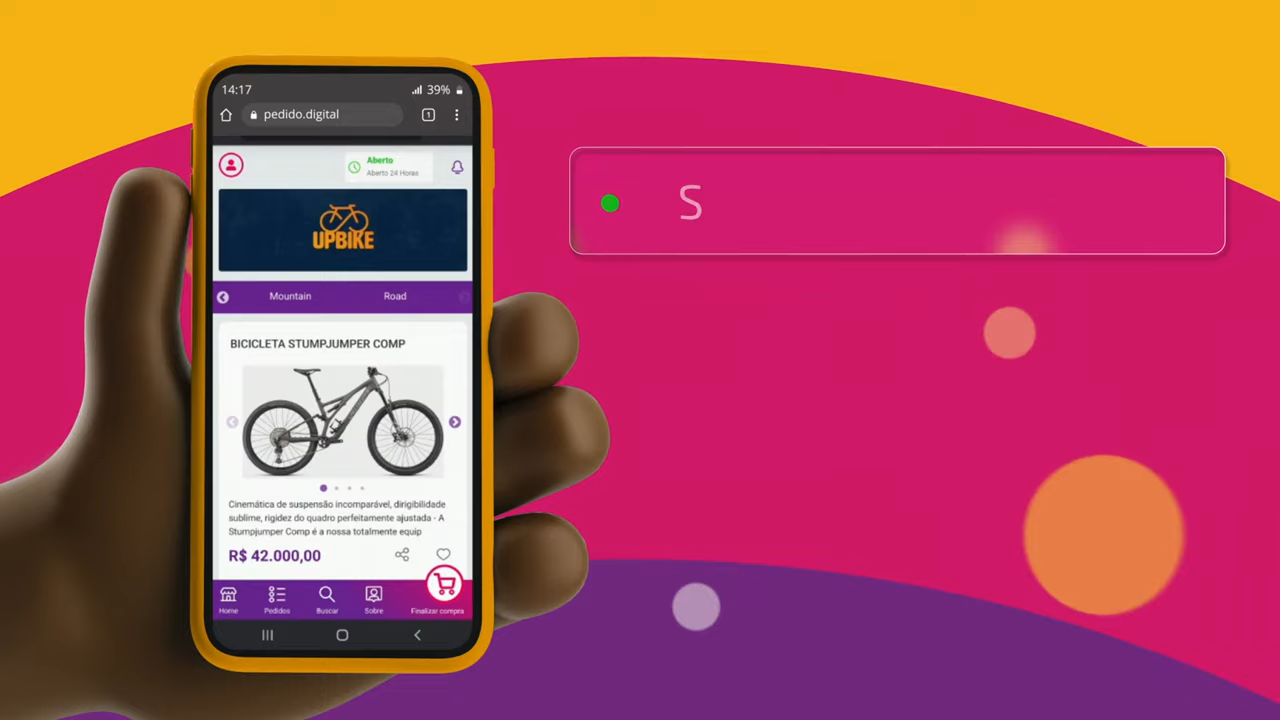 14:17
39%
pedido.digital
1
Aberto
Aberto 24 Horas
UPBIKE
Mountain
Road
BICICLETA STUMPJUMPER COMP
Cinemática de suspensão incomparável, dirigibilidade
sublime, rigidez do quadro perfeitamente ajustada - A
Stumpjumper Comp é a nossa totalmente equip
R$ 42.000,00
Home
Pedidos
Buscar
Sobre
Finalizar compra
S